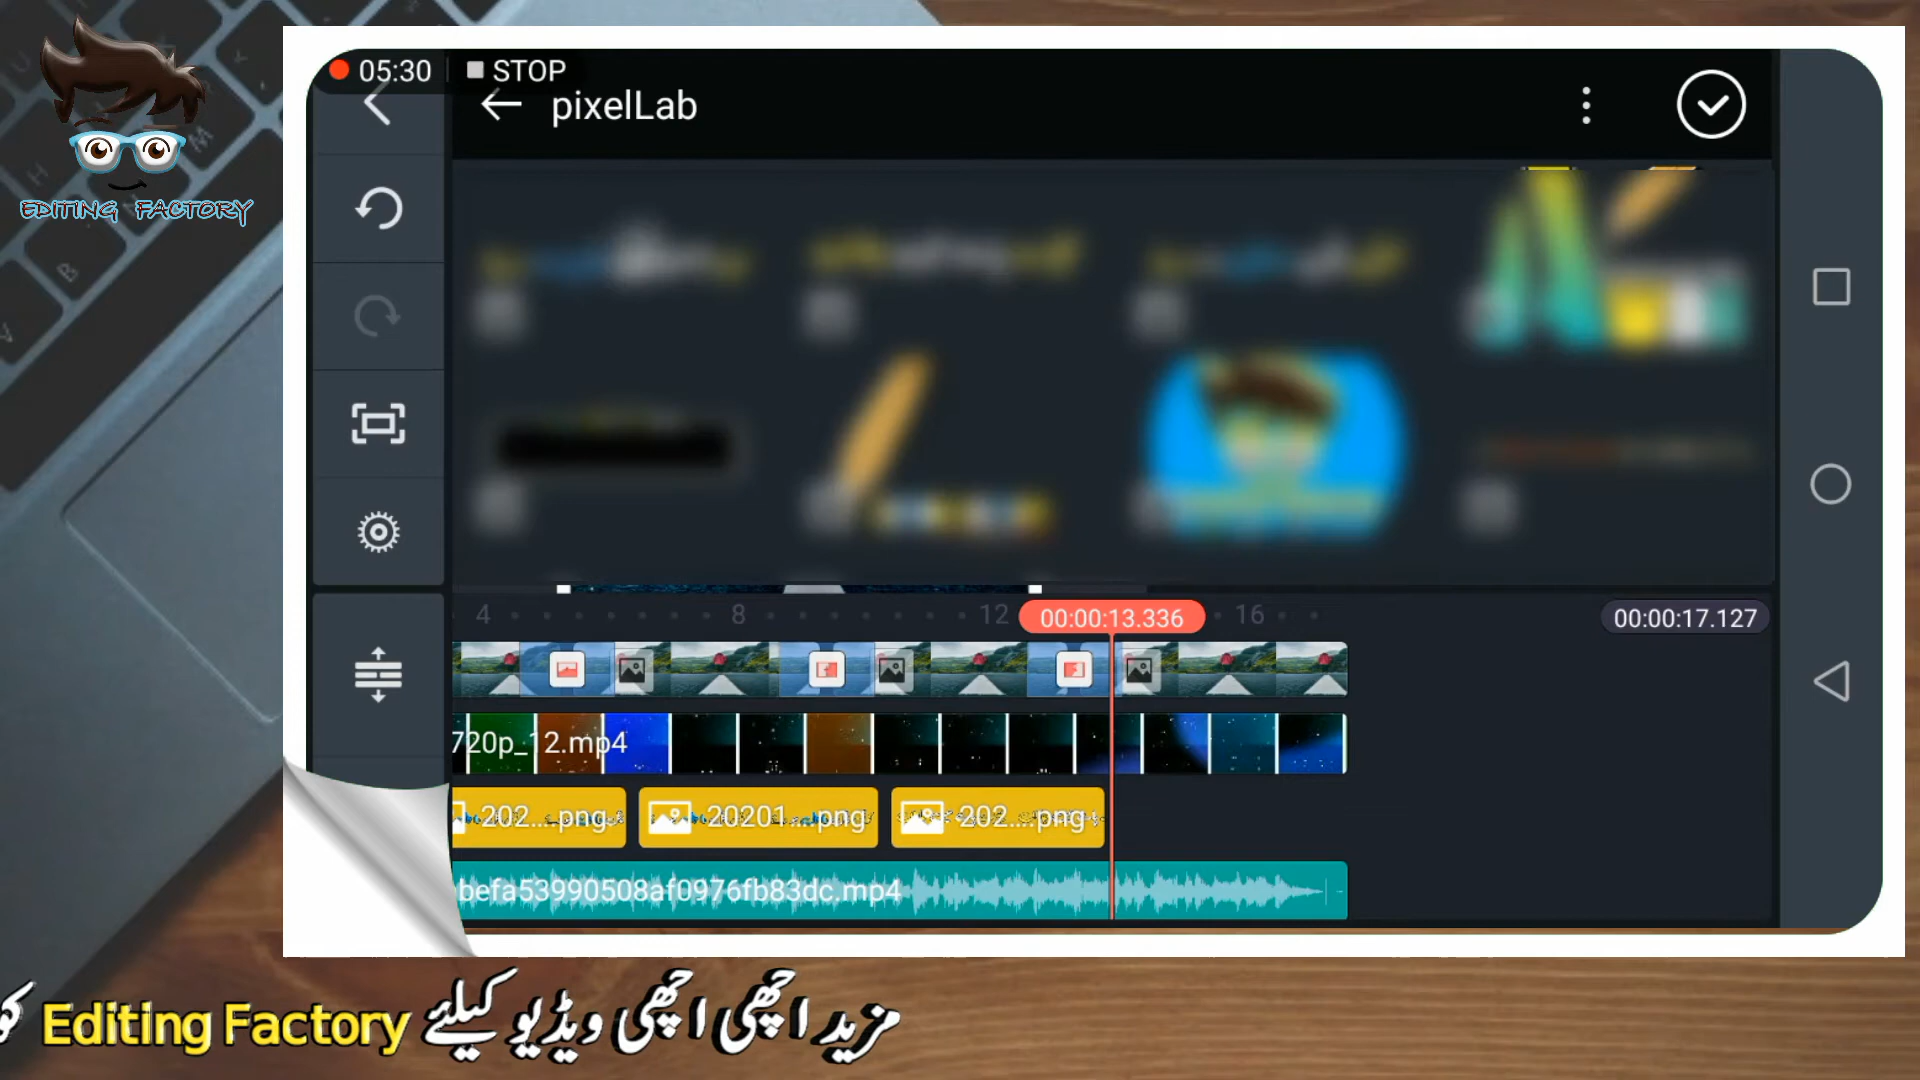 05:30 STOP
pixelLab
EDITING FACTORY
4 8 12 00:00:13.336 16 00:00:17.127
720p_12.mp4
202....png 20201....png 202....png
befa53990508af0976fb83dc.mp4
مزید اچھی اچھی ویڈیو کیلئے Editing Factory